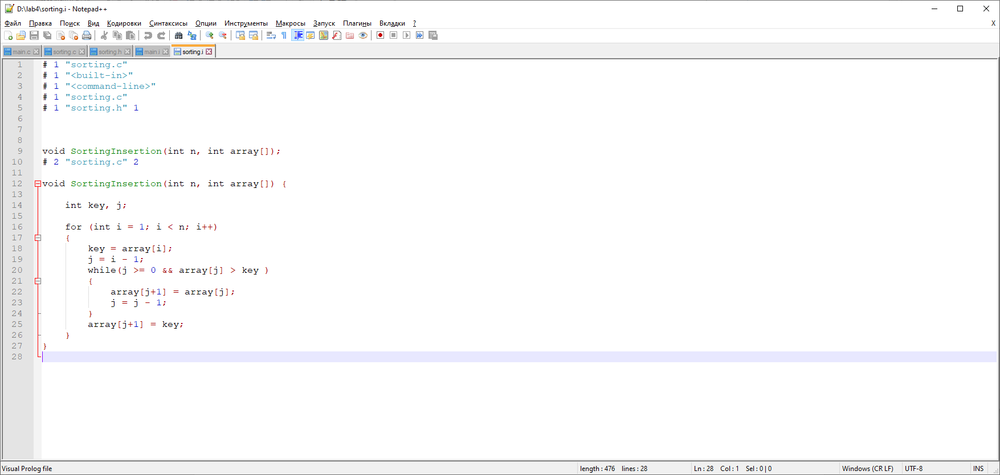 D:\lab4\sorting.i - Notepad++
Файл Правка Поиск Вид Кодировки Синтаксисы Опции Инструменты Макросы Запуск Плагины Вкладки ? X
main.c sorting.c sorting.h main.i sorting.i
1 # 1 "sorting.c"
2 # 1 "<built-in>"
3 # 1 "<command-line>"
4 # 1 "sorting.c"
5 # 1 "sorting.h" 1
6
7
8
9 void SortingInsertion(int n, int array[]);
10 # 2 "sorting.c" 2
11
12 void SortingInsertion(int n, int array[]) {
13
14 int key, j;
15
16 for (int i = 1; i < n; i++)
17 {
18 key = array[i];
19 j = i - 1;
20 while(j >= 0 && array[j] > key )
21 {
22 array[j+1] = array[j];
23 j = j - 1;
24 }
25 array[j+1] = key;
26 }
27 }
28
Visual Prolog file length : 476 lines : 28 Ln : 28 Col : 1 Sel : 0 | 0 Windows (CR LF) UTF-8 INS